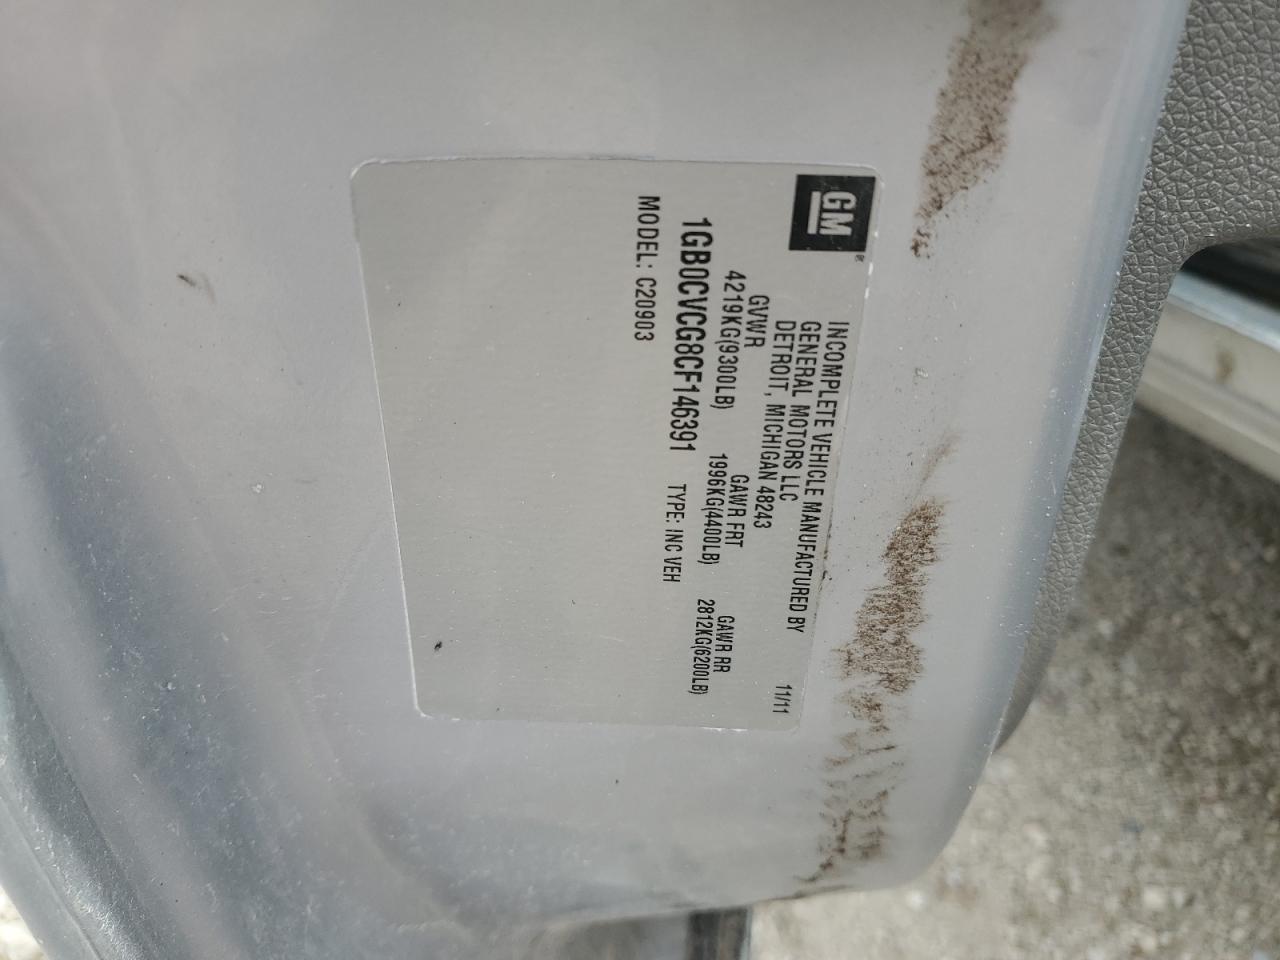 GM
INCOMPLETE VEHICLE MANUFACTURED BY
GENERAL MOTORS LLC
DETROIT, MICHIGAN 48243
11/11
GVWR GAWR FRT GAWR RR
4219KG(9300LB) 1996KG(4400LB) 2812KG(6200LB)
1GB0CVCG8CF146391 TYPE: INC VEH
MODEL: C20903